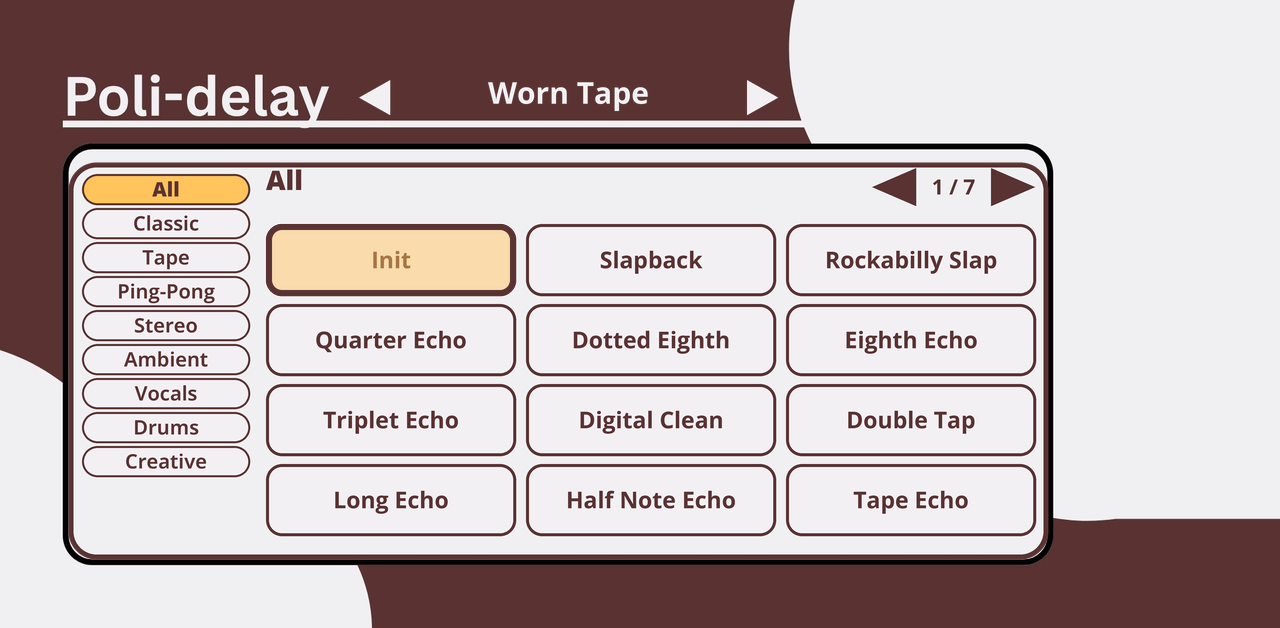 Poli-delay
Worn Tape
All
Classic
Tape
Ping-Pong
Stereo
Ambient
Vocals
Drums
Creative
All
1 / 7
Init
Slapback
Rockabilly Slap
Quarter Echo
Dotted Eighth
Eighth Echo
Triplet Echo
Digital Clean
Double Tap
Long Echo
Half Note Echo
Tape Echo